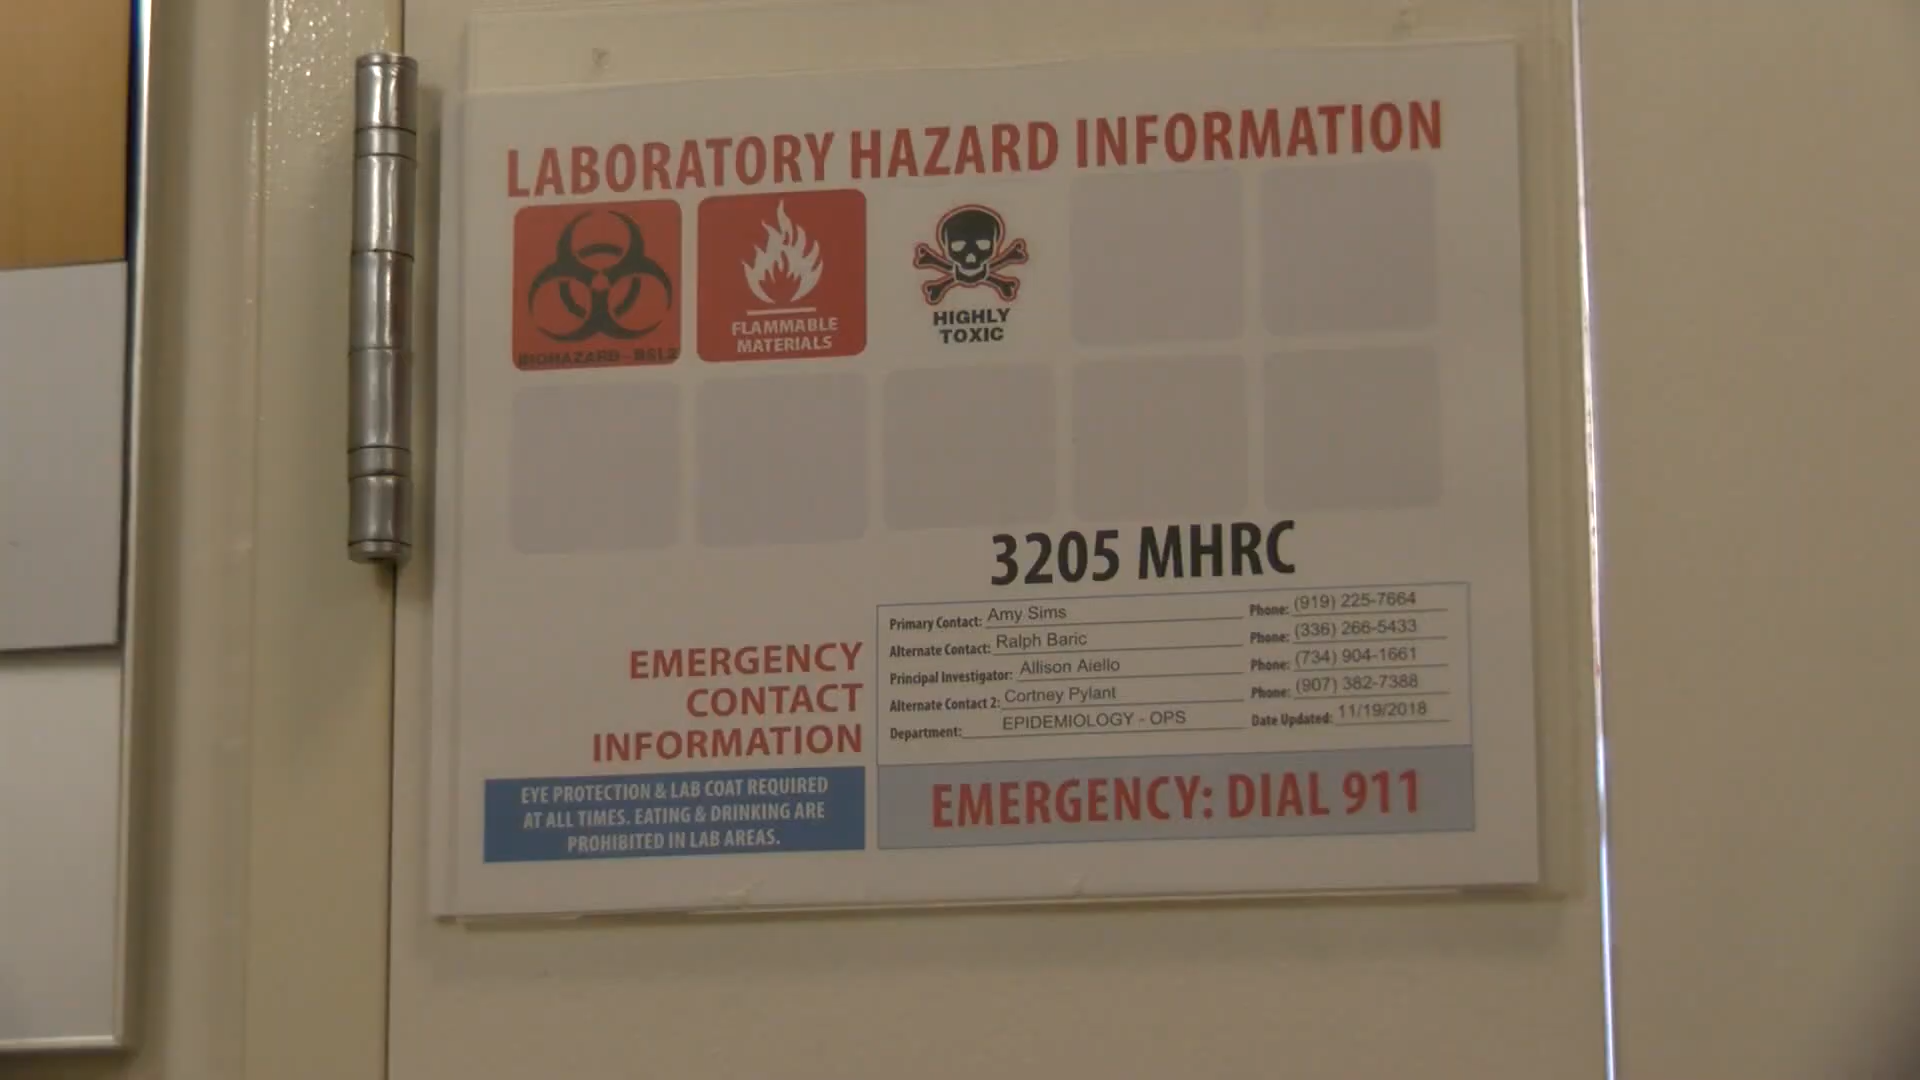 LABORATORY HAZARD INFORMATION
BIOHAZARD - BSL2
FLAMMABLE
MATERIALS
HIGHLY
TOXIC
3205 MHRC
EMERGENCY
CONTACT
INFORMATION
Primary Contact: Amy Sims Phone: (919) 225-7664
Alternate Contact: Ralph Baric Phone: (336) 266-5433
Principal Investigator: Allison Aiello Phone: (734) 904-1661
Alternate Contact 2: Cortney Pylant Phone: (907) 382-7388
Department: EPIDEMIOLOGY - OPS Date Updated: 11/19/2018
EYE PROTECTION & LAB COAT REQUIRED
AT ALL TIMES. EATING & DRINKING ARE
PROHIBITED IN LAB AREAS.
EMERGENCY: DIAL 911